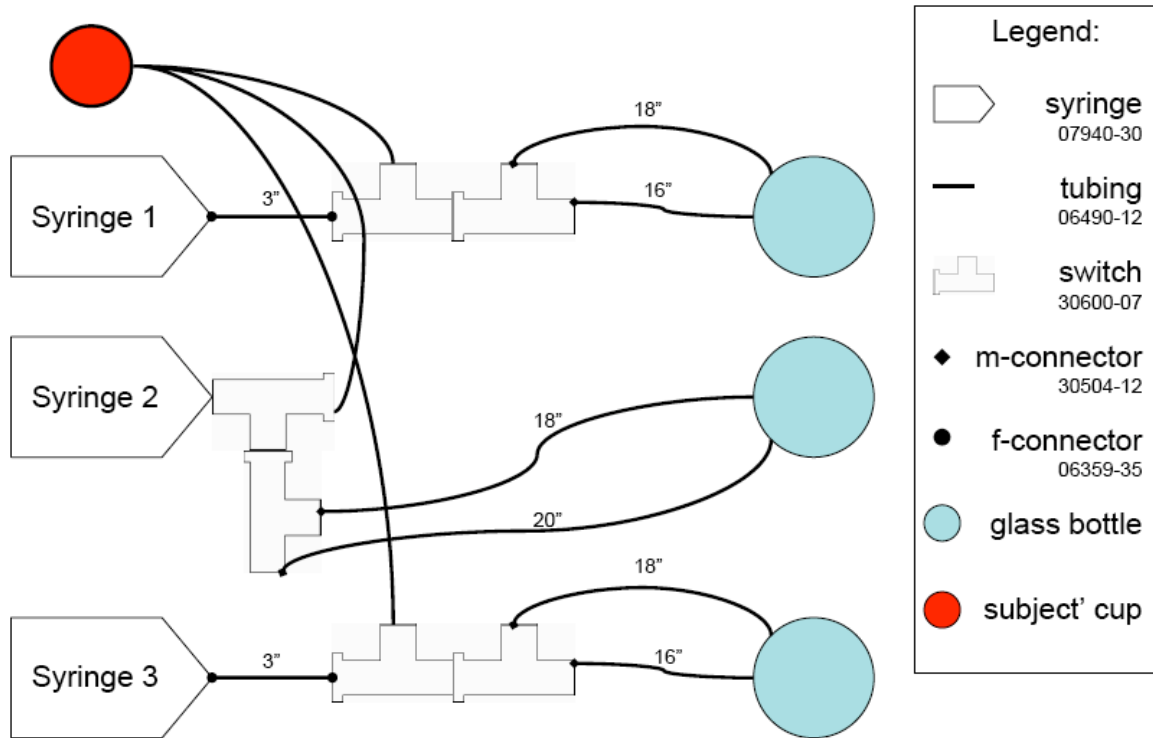 Syringe 1
3”
18”
16”
Syringe 2
18”
20”
Syringe 3
3”
18”
16”
Legend:
syringe
07940-30
tubing
06490-12
switch
30600-07
m-connector
30504-12
f-connector
06359-35
glass bottle
subject’ cup